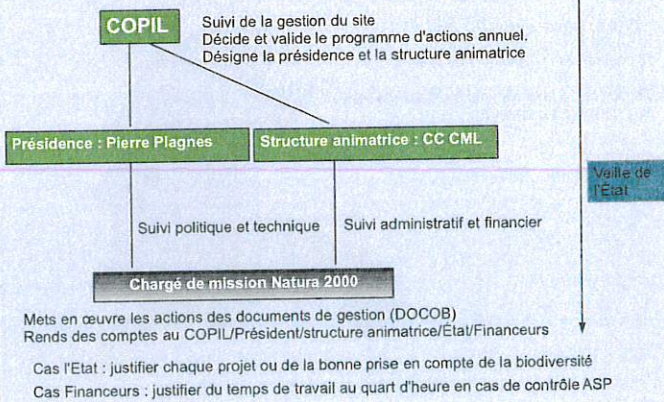 COPIL
Suivi de la gestion du site
Décide et valide le programme d'actions annuel.
Désigne la présidence et la structure animatrice
Présidence : Pierre Plagnes
Structure animatrice : CC CML
Veille de
l'État
Suivi politique et technique
Suivi administratif et financier
Chargé de mission Natura 2000
Mets en œuvre les actions des documents de gestion (DOCOB)
Rends des comptes au COPIL/Président/structure animatrice/État/Financeurs
Cas l'Etat : justifier chaque projet ou de la bonne prise en compte de la biodiversité
Cas Financeurs : justifier du temps de travail au quart d'heure en cas de contrôle ASP